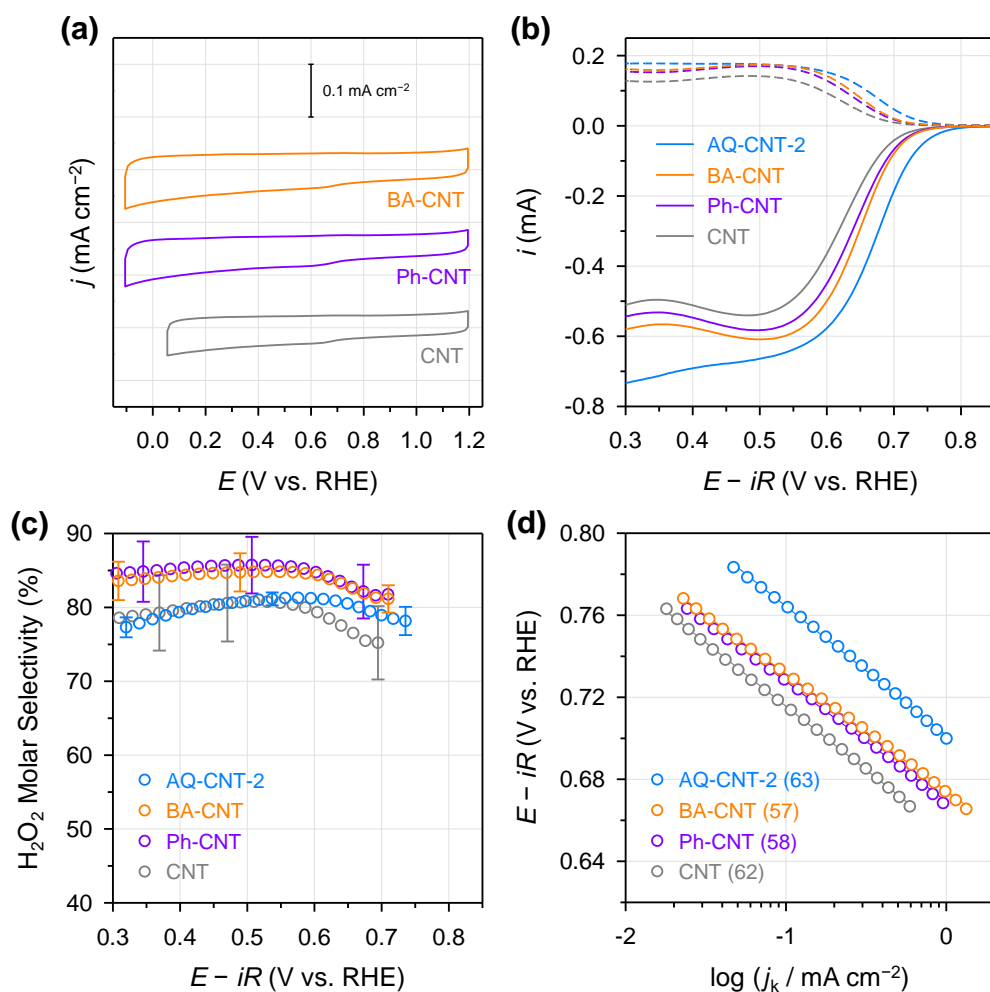 (a)
0.1 mA cm⁻²
BA-CNT
Ph-CNT
CNT
j (mA cm⁻²)
0.0 0.2 0.4 0.6 0.8 1.0 1.2
E (V vs. RHE)
(b)
0.2
0.0
-0.2
-0.4
-0.6
-0.8
i (mA)
AQ-CNT-2
BA-CNT
Ph-CNT
CNT
0.3 0.4 0.5 0.6 0.7 0.8
E − iR (V vs. RHE)
(c)
90
80
70
60
50
40
H₂O₂ Molar Selectivity (%)
AQ-CNT-2
BA-CNT
Ph-CNT
CNT
0.3 0.4 0.5 0.6 0.7 0.8
E − iR (V vs. RHE)
(d)
0.80
0.76
0.72
0.68
0.64
E − iR (V vs. RHE)
AQ-CNT-2 (63)
BA-CNT (57)
Ph-CNT (58)
CNT (62)
-2 -1 0
log (jₖ / mA cm⁻²)